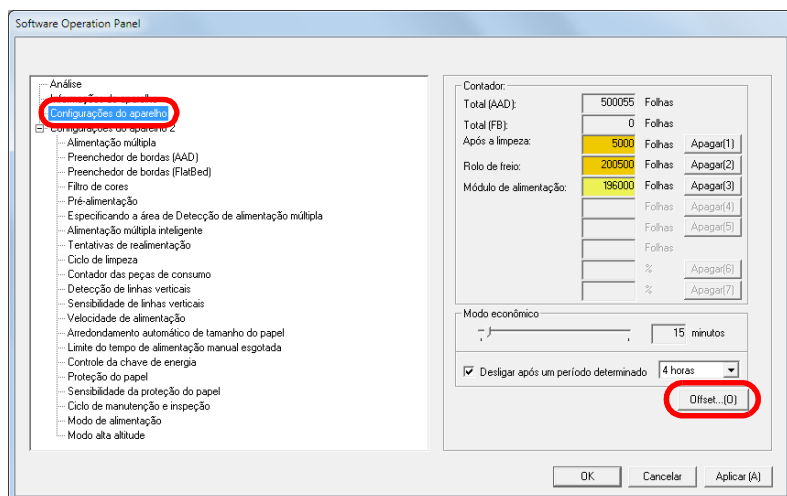 Software Operation Panel
Análise
Informações do aparelho
Configurações do aparelho
Configurações do aparelho 2
Alimentação múltipla
Preenchedor de bordas (AAD)
Preenchedor de bordas (FlatBed)
Filtro de cores
Pré-alimentação
Especificando a área de Detecção de alimentação múltipla
Alimentação múltipla inteligente
Tentativas de realimentação
Ciclo de limpeza
Contador das peças de consumo
Detecção de linhas verticais
Sensibilidade de linhas verticais
Velocidade de alimentação
Arredondamento automático de tamanho do papel
Limite do tempo de alimentação manual esgotada
Controle da chave de energia
Proteção do papel
Sensibilidade da proteção do papel
Ciclo de manutenção e inspeção
Modo de alimentação
Modo alta altitude
Contador:
Total (AAD): 500055 Folhas
Total (FB): 0 Folhas
Após a limpeza: 5000 Folhas Apagar(1)
Rolo de freio: 200500 Folhas Apagar(2)
Módulo de alimentação: 196000 Folhas Apagar(3)
Folhas Apagar(4)
Folhas Apagar(5)
Folhas
% Apagar(6)
% Apagar(7)
Modo econômico
15 minutos
Desligar após um período determinado 4 horas
Offset...(O)
OK Cancelar Aplicar (A)